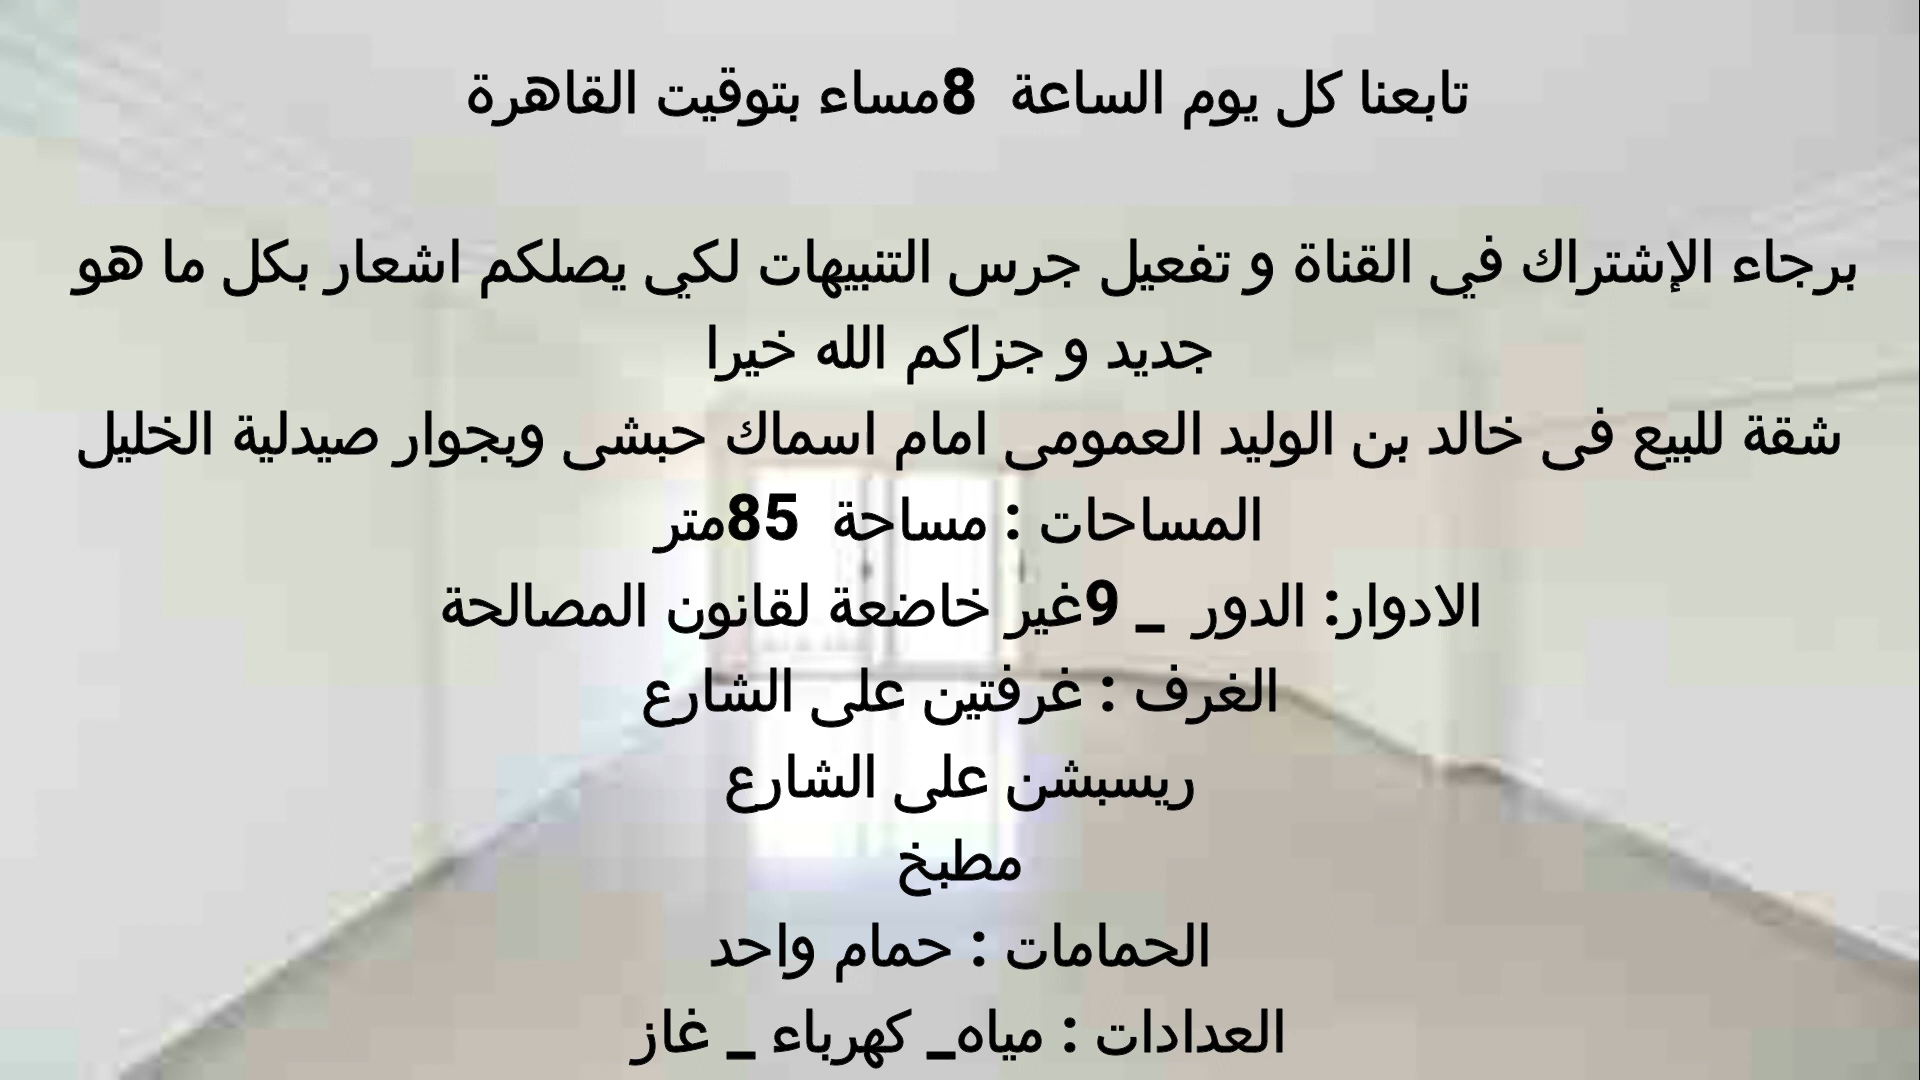 تابعنا كل يوم الساعة 8مساء بتوقيت القاهرة
برجاء الإشتراك في القناة و تفعيل جرس التنبيهات لكي يصلكم اشعار بكل ما هو
جديد و جزاكم الله خيرا
شقة للبيع فى خالد بن الوليد العمومى امام اسماك حبشى وبجوار صيدلية الخليل
المساحات : مساحة 85متر
الادوار: الدور _ 9غير خاضعة لقانون المصالحة
الغرف : غرفتين على الشارع
ريسبشن على الشارع
مطبخ
الحمامات : حمام واحد
العدادات : مياه_ كهرباء _ غاز